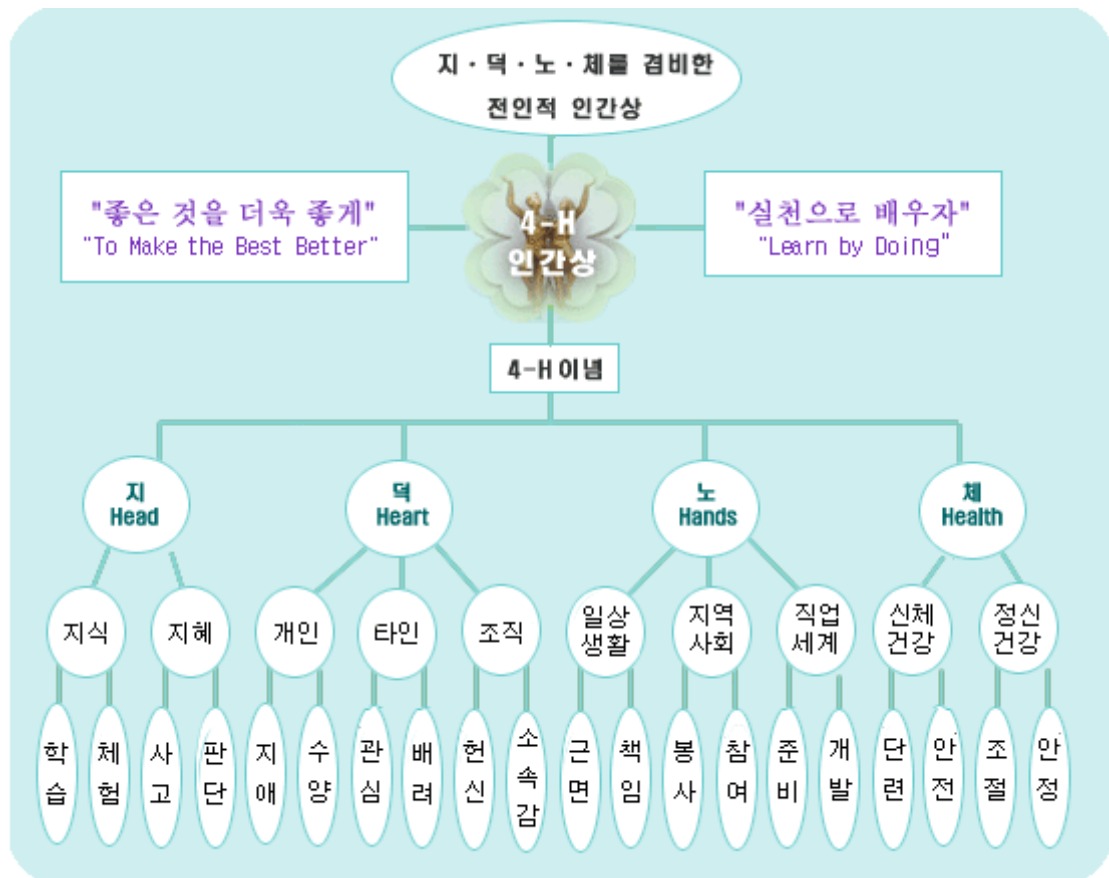 지·덕·노·체를 겸비한
전인적 인간상
"좋은 것을 더욱 좋게"
"To Make the Best Better"
4-H
인간상
"실천으로 배우자"
"Learn by Doing"
4-H이념
지
Head
덕
Heart
노
Hands
체
Health
지식
지혜
개인
타인
조직
일상
생활
지역
사회
직업
세계
신체
건강
정신
건강
학습
체험
사고
판단
지애
수양
관심
배려
헌신
소속감
근면
책임
봉사
참여
준비
개발
단련
안전
조절
안정